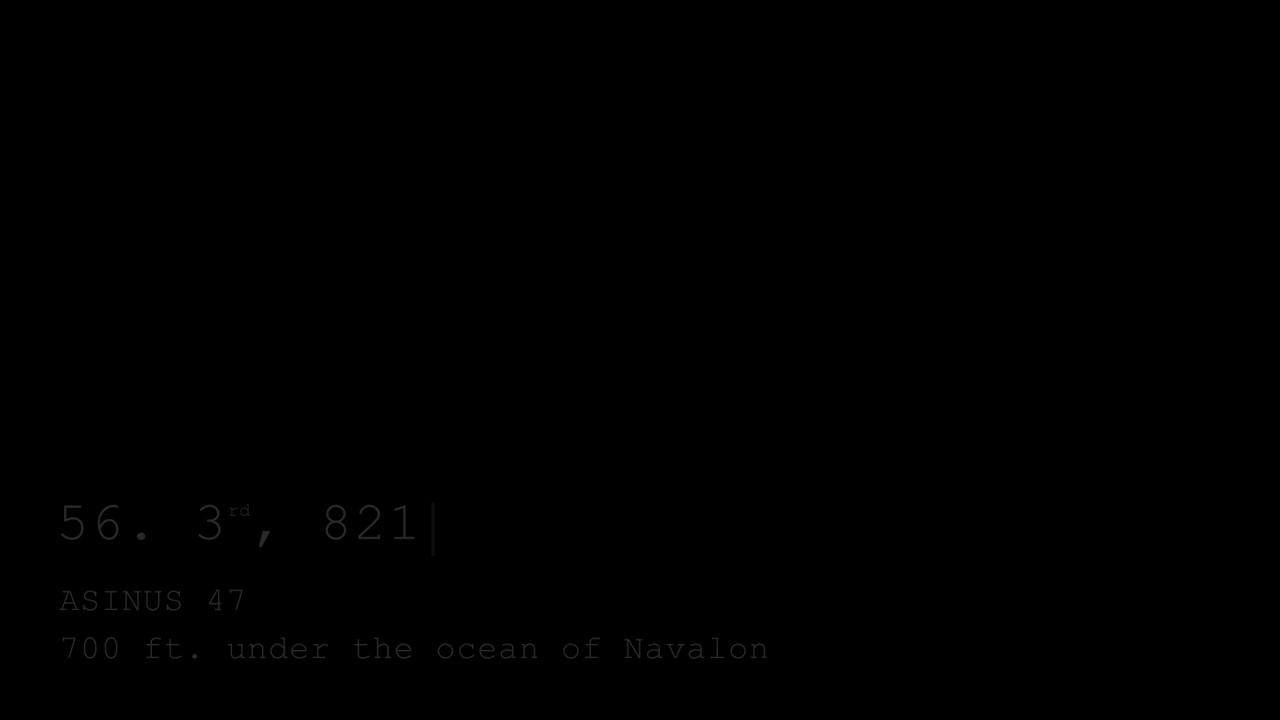 56. 3rd, 821
ASINUS 47
700 ft. under the ocean of Navalon